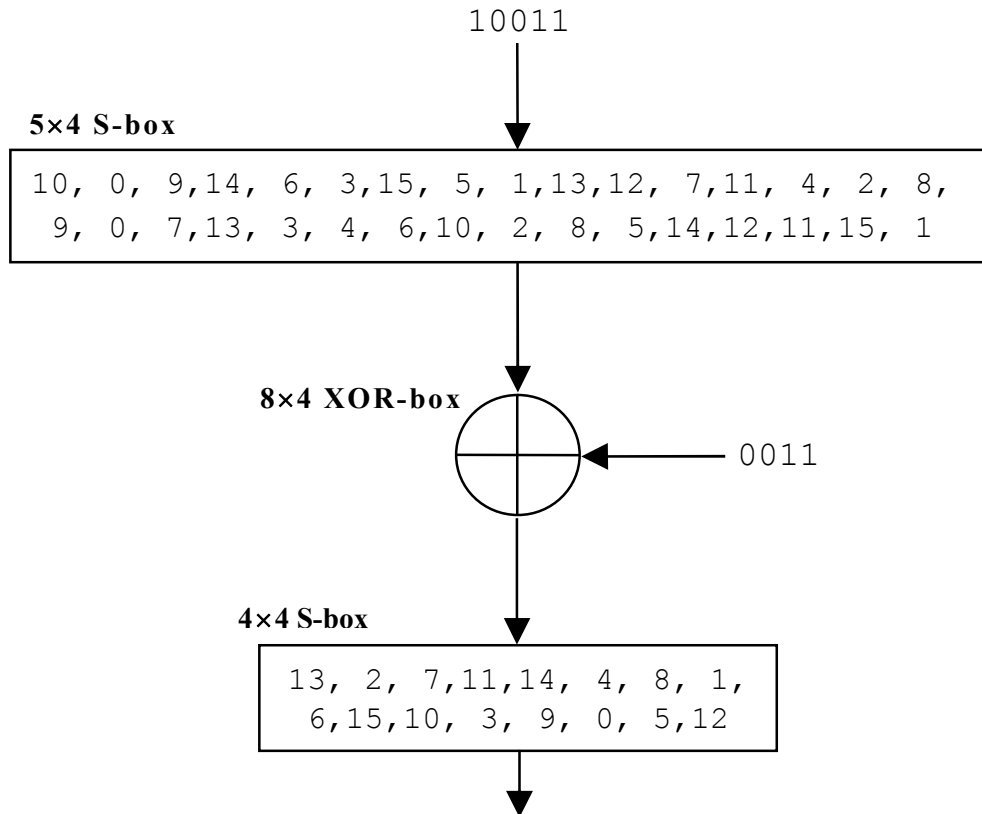 10011
5×4 S-box
10, 0, 9,14, 6, 3,15, 5, 1,13,12, 7,11, 4, 2, 8,
9, 0, 7,13, 3, 4, 6,10, 2, 8, 5,14,12,11,15, 1
8×4 XOR-box
0011
4×4 S-box
13, 2, 7,11,14, 4, 8, 1,
6,15,10, 3, 9, 0, 5,12